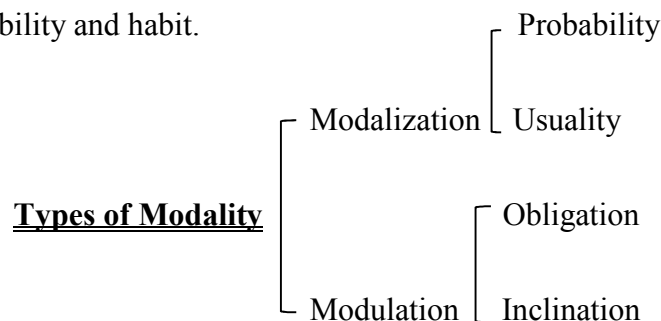 bility and habit.
Probability
Modalization
Usuality
Types of Modality
Obligation
Modulation
Inclination